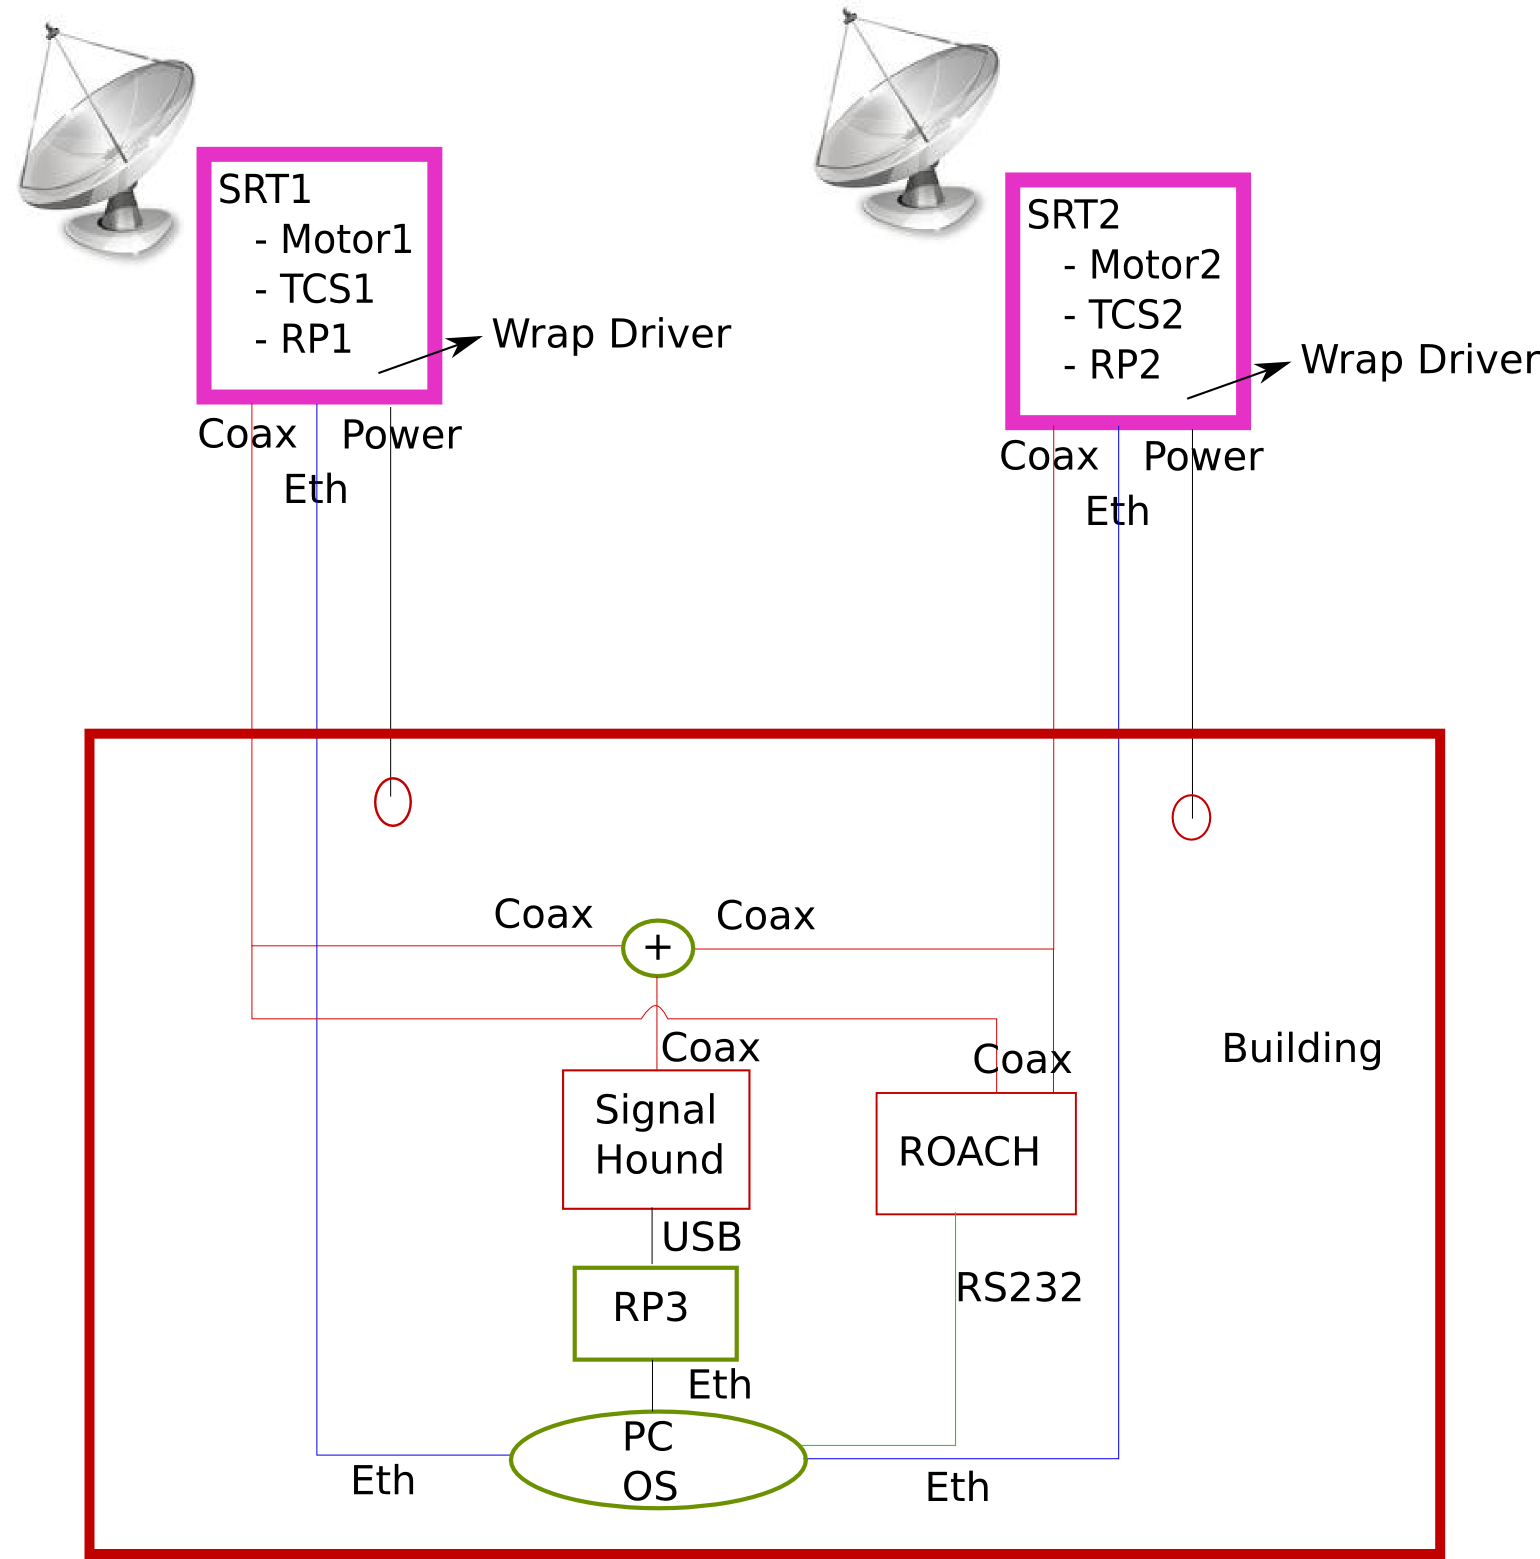 SRT1
- Motor1
- TCS1
- RP1
Wrap Driver
Coax
Eth
Power
SRT2
- Motor2
- TCS2
- RP2
Wrap Driver
Coax
Eth
Power
Coax
+
Coax
Coax
Coax
Building
Signal
Hound
ROACH
USB
RS232
RP3
Eth
PC
OS
Eth
Eth